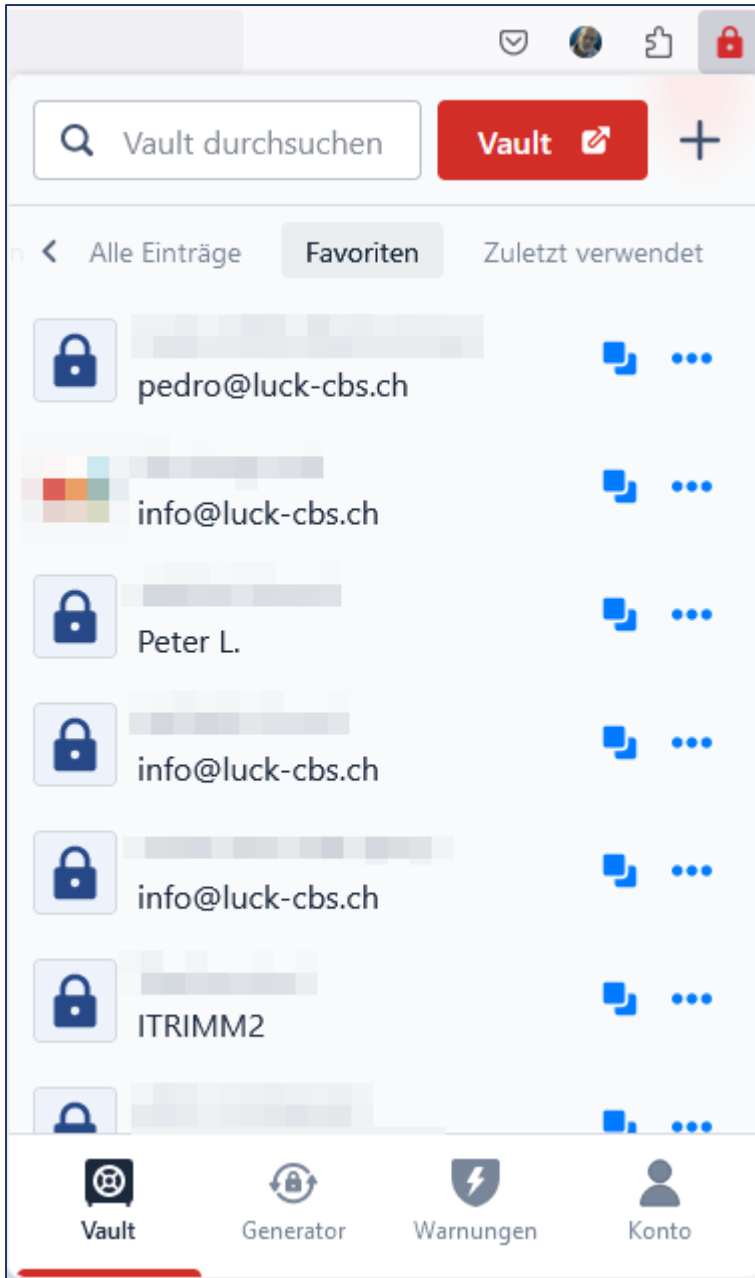 Vault durchsuchen
Vault
Alle Einträge Favoriten Zuletzt verwendet
pedro@luck-cbs.ch
info@luck-cbs.ch
Peter L.
info@luck-cbs.ch
info@luck-cbs.ch
ITRIMM2
Vault Generator Warnungen Konto